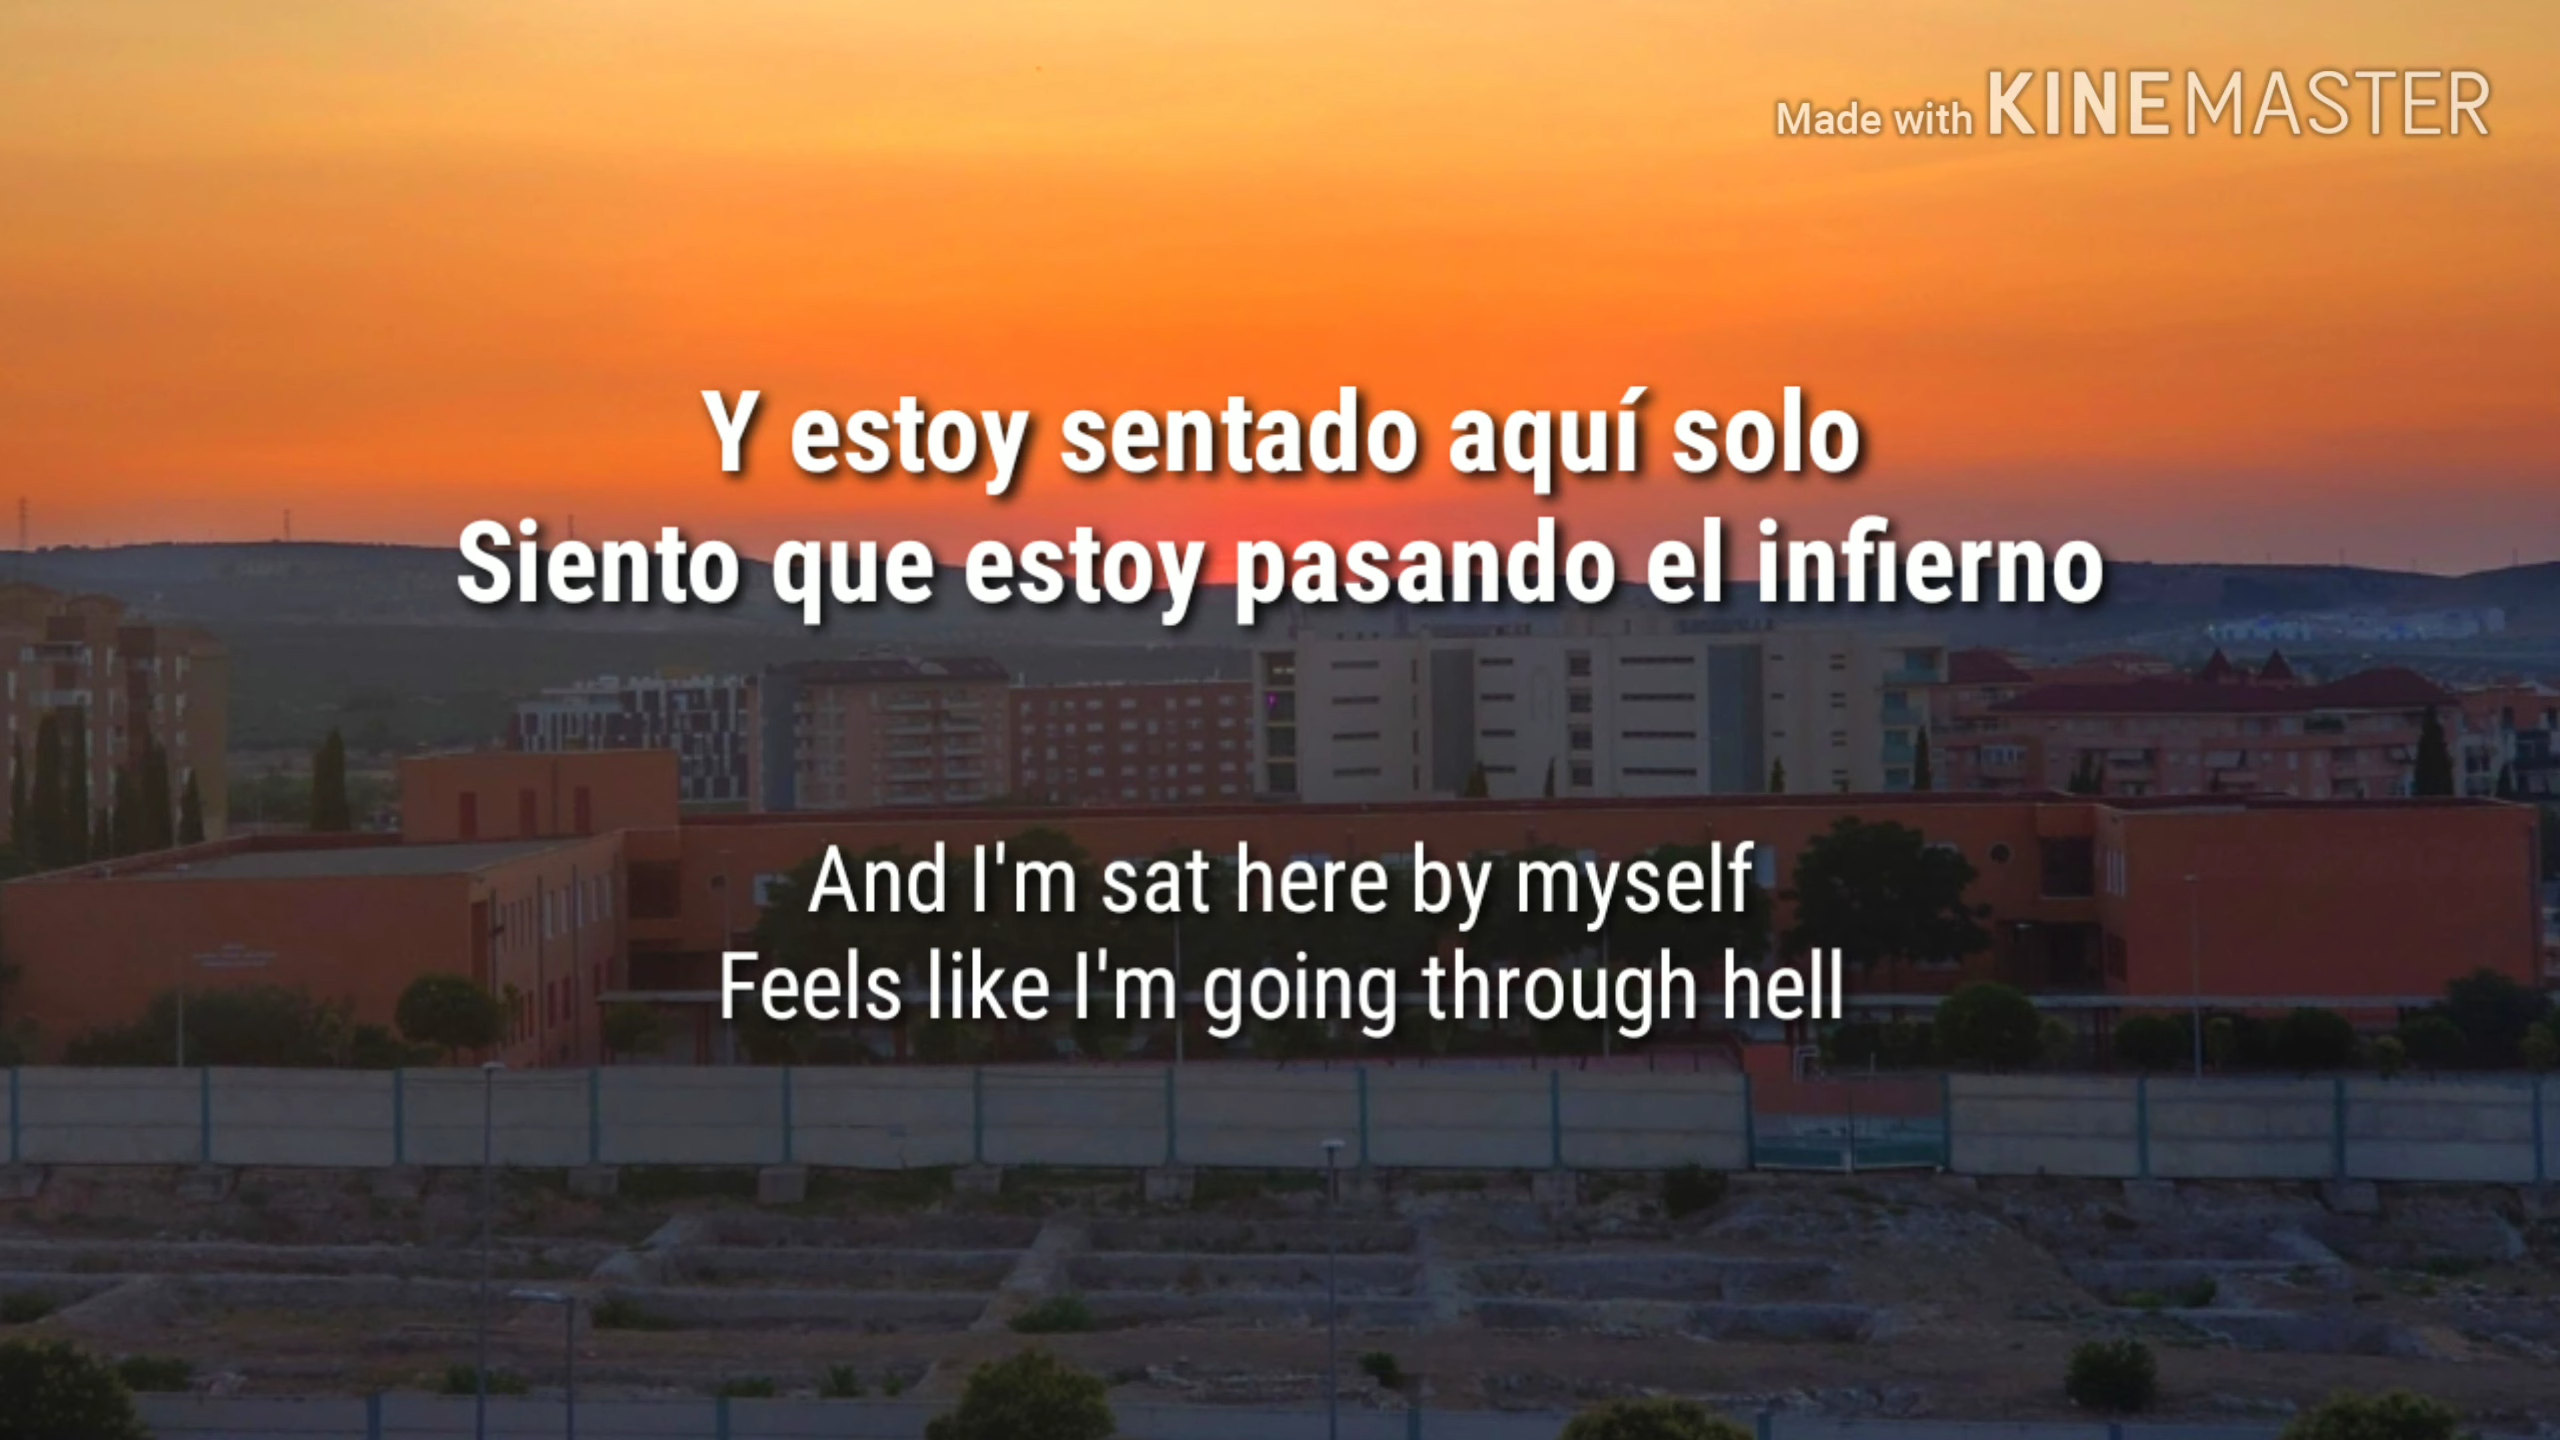 Made with KINEMASTER
Y estoy sentado aquí solo
Siento que estoy pasando el infierno
And I'm sat here by myself
Feels like I'm going through hell